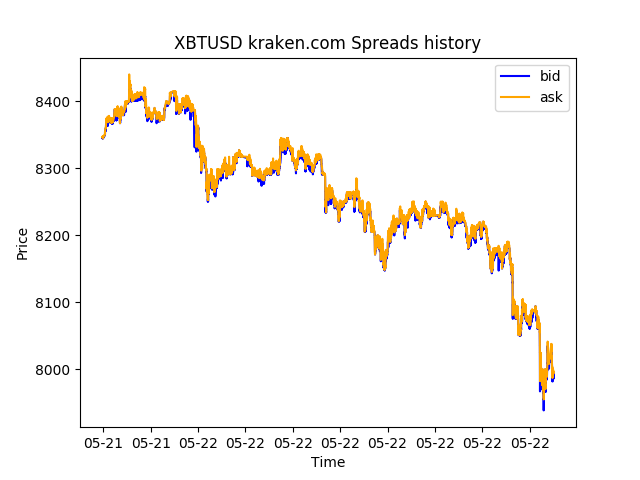 XBTUSD kraken.com Spreads history
bid
ask
Price
8400
8300
8200
8100
8000
05-21 05-21 05-22 05-22 05-22 05-22 05-22 05-22 05-22 05-22
Time